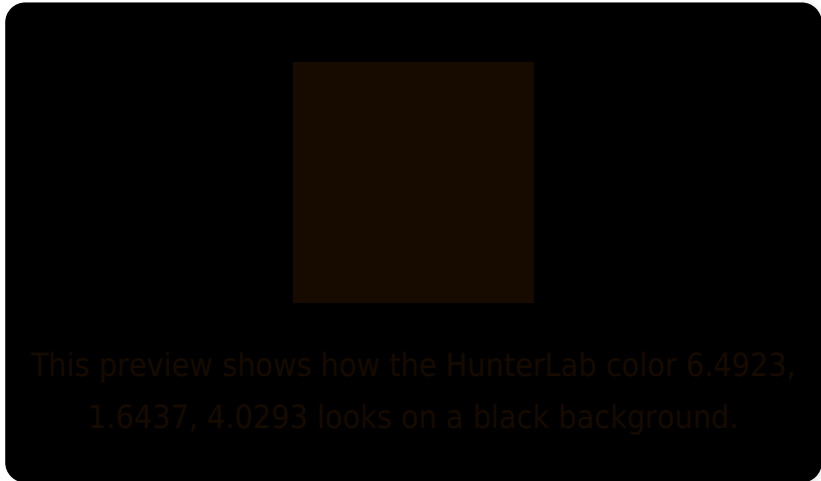 This preview shows how the HunterLab color 6.4923,
1.6437, 4.0293 looks on a black background.